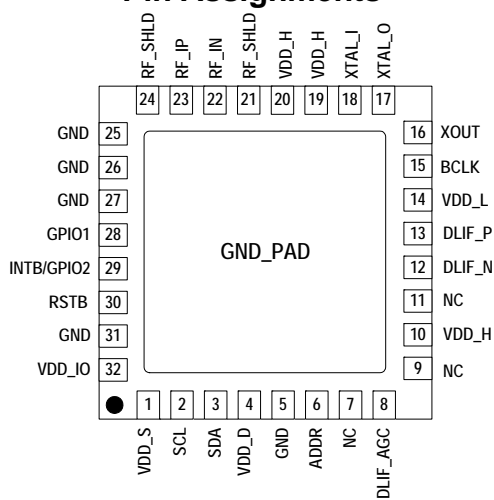 Pin Assignments
RF_SHLD
RF_IP
RF_IN
RF_SHLD
VDD_H
VDD_H
XTAL_I
XTAL_O
24 23 22 21 20 19 18 17
GND 25
GND 26
GND 27
GPIO1 28
INTB/GPIO2 29
RSTB 30
GND 31
VDD_IO 32
GND_PAD
16 XOUT
15 BCLK
14 VDD_L
13 DLIF_P
12 DLIF_N
11 NC
10 VDD_H
9 NC
1 2 3 4 5 6 7 8
VDD_S
SCL
SDA
VDD_D
GND
ADDR
NC
DLIF_AGC